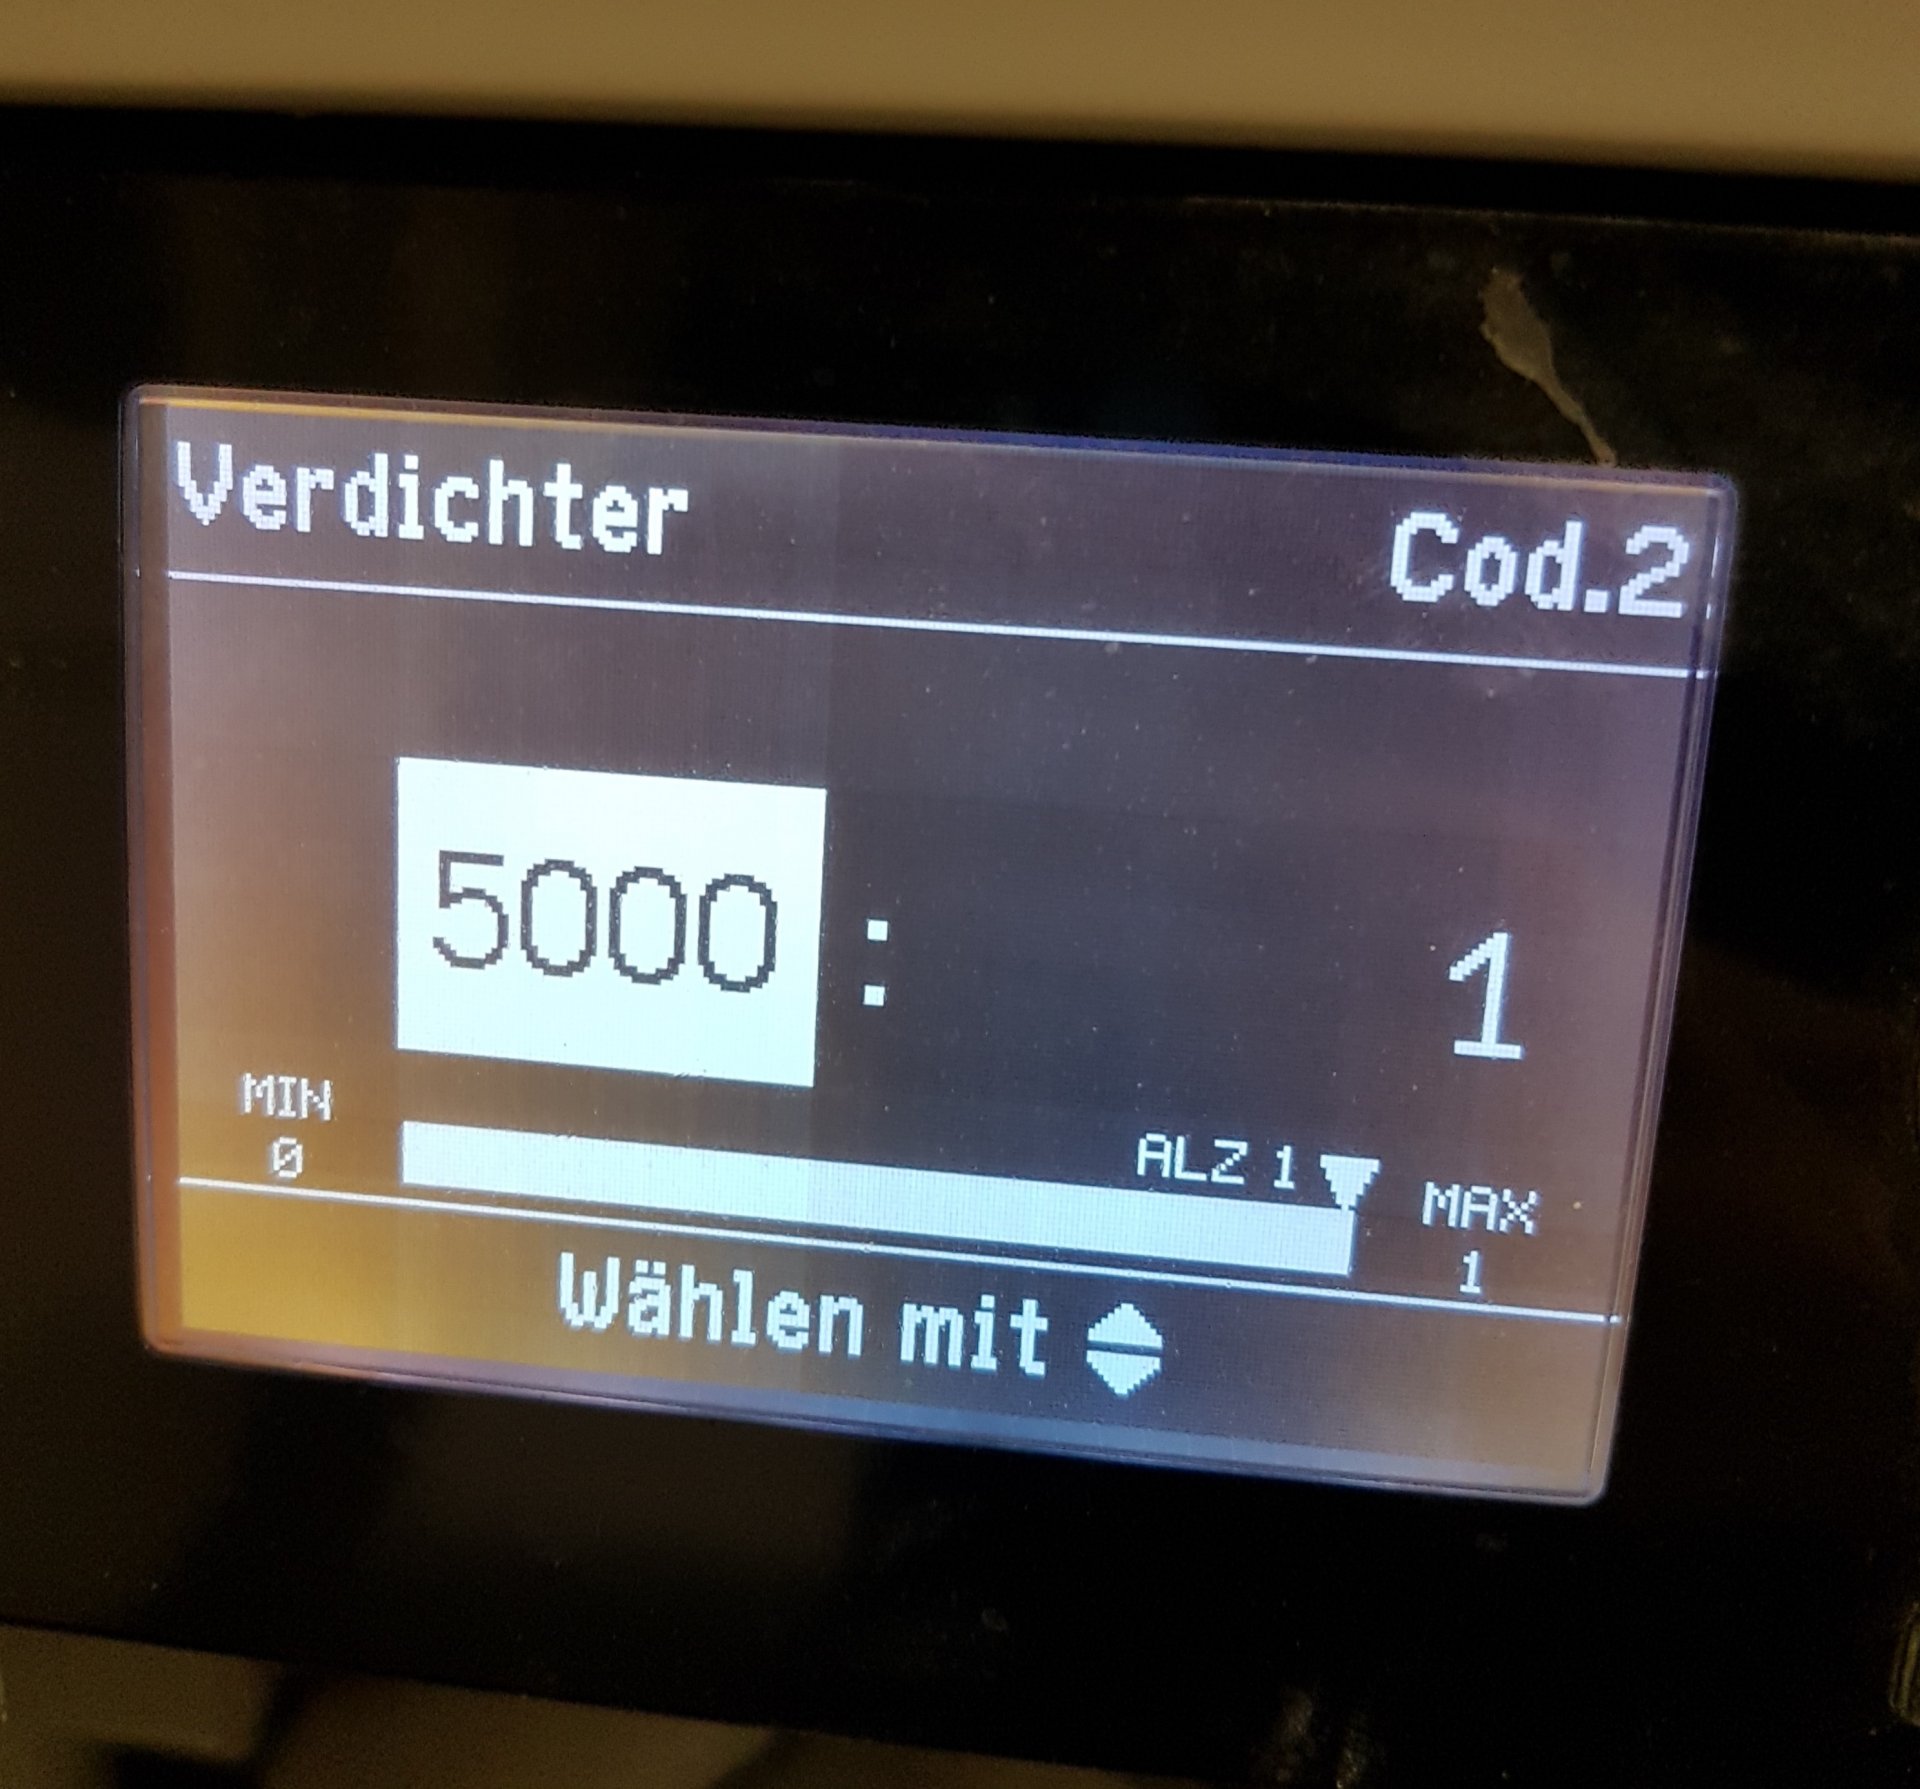 Verdichter Cod.2
5000 : 1
MIN ALZ 1 MAX
0 1
Wählen mit